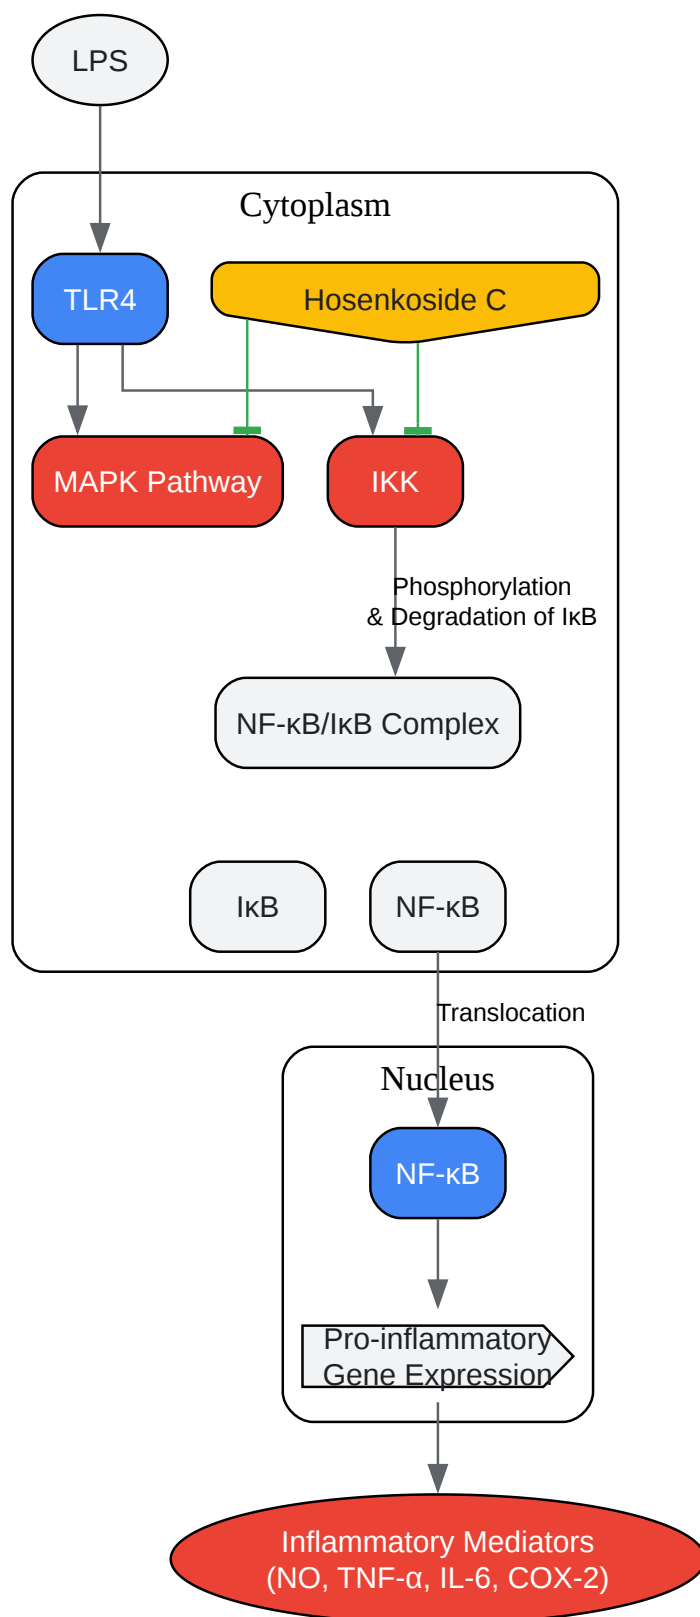 LPS
Cytoplasm
TLR4
Hosenkoside C
MAPK Pathway
IKK
Phosphorylation
& Degradation of IκB
NF-κB/IκB Complex
IκB
NF-κB
Translocation
Nucleus
NF-κB
Pro-inflammatory
Gene Expression
Inflammatory Mediators
(NO, TNF-α, IL-6, COX-2)